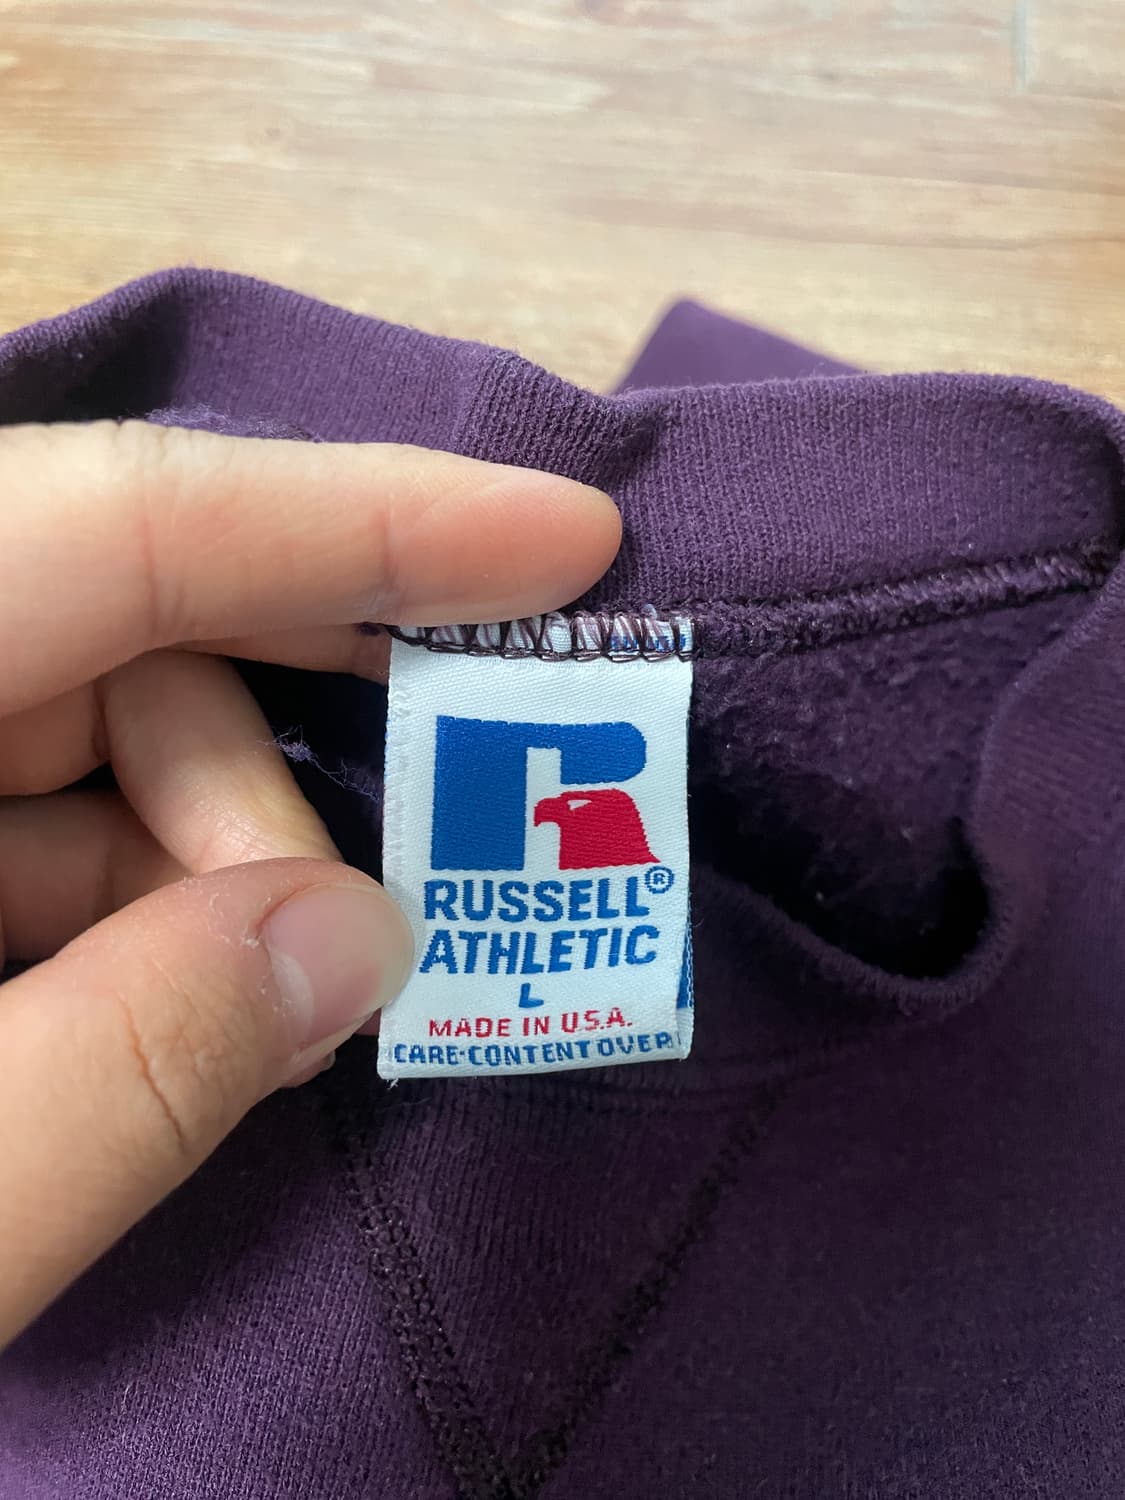 RUSSELL®
ATHLETIC
L
MADE IN U.S.A.
CARE·CONTENT OVER